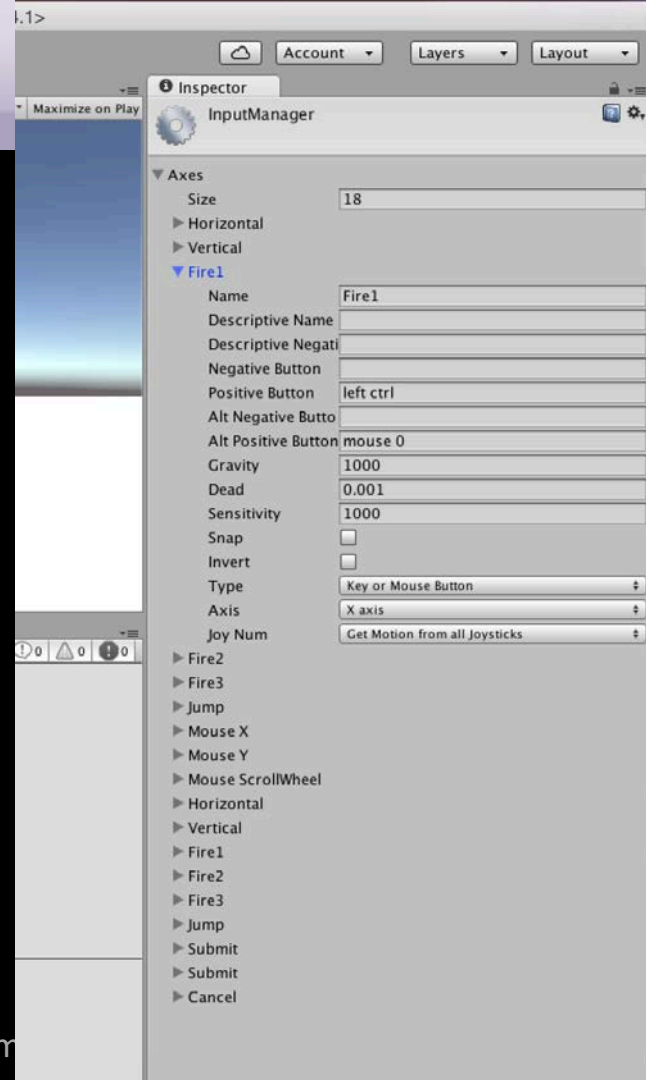 4.1>
Account
Layers
Layout
Inspector
Maximize on Play
InputManager
Axes
Size 18
Horizontal
Vertical
Fire1
Name Fire1
Descriptive Name
Descriptive Negati
Negative Button
Positive Button left ctrl
Alt Negative Butto
Alt Positive Button mouse 0
Gravity 1000
Dead 0.001
Sensitivity 1000
Snap
Invert
Type Key or Mouse Button
Axis X axis
Joy Num Get Motion from all Joysticks
0 0 0
Fire2
Fire3
Jump
Mouse X
Mouse Y
Mouse ScrollWheel
Horizontal
Vertical
Fire1
Fire2
Fire3
Jump
Submit
Submit
Cancel